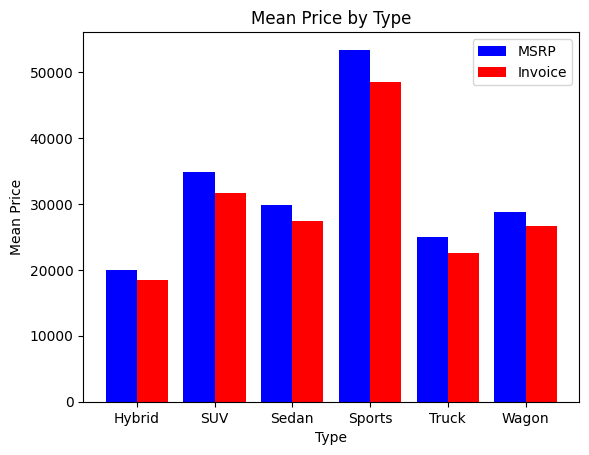 Mean Price by Type
MSRP
Invoice
Mean Price
50000
40000
30000
20000
10000
0
Hybrid SUV Sedan Sports Truck Wagon
Type